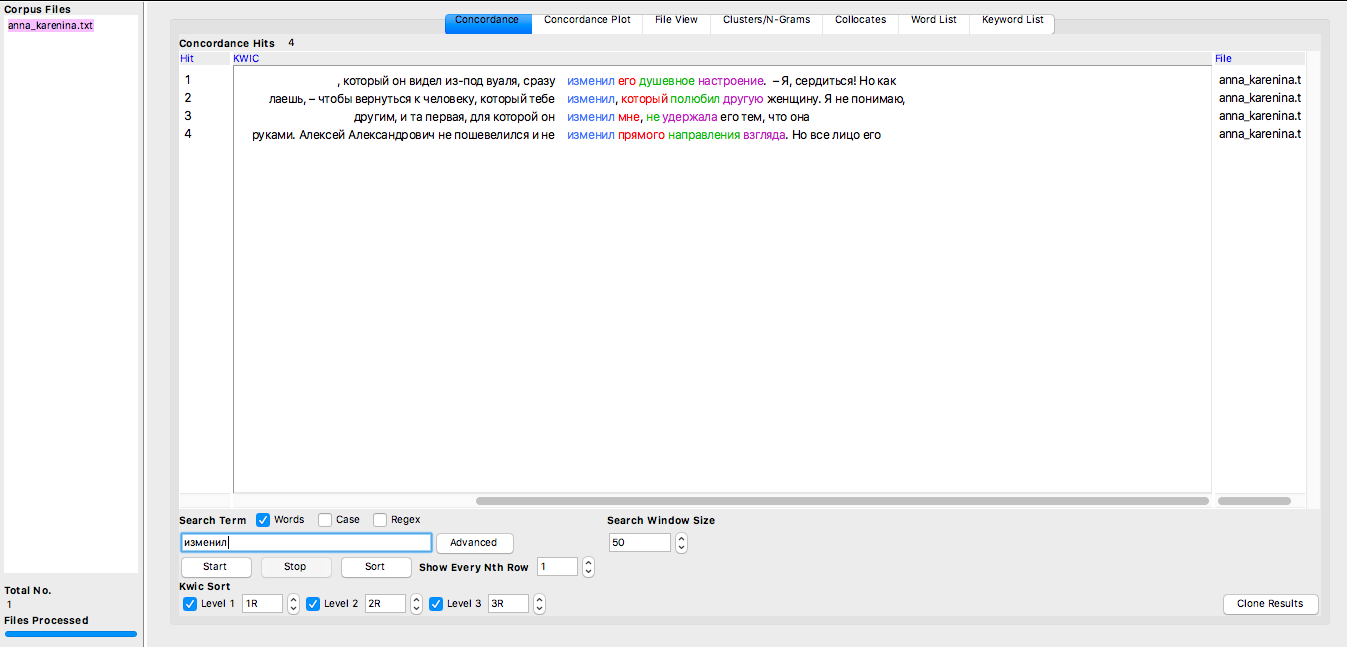 Corpus Files
anna_karenina.txt
Concordance Concordance Plot File View Clusters/N-Grams Collocates Word List Keyword List
Concordance Hits 4
Hit KWIC File
1 , который он видел из-под вуаля, сразу изменил его душевное настроение. – Я, сердиться! Но как anna_karenina.t
2 лаешь, – чтобы вернуться к человеку, который тебе изменил, который полюбил другую женщину. Я не понимаю, anna_karenina.t
3 другим, и та первая, для которой он изменил мне, не удержала его тем, что она anna_karenina.t
4 руками. Алексей Александрович не пошевелился и не изменил прямого направления взгляда. Но все лицо его anna_karenina.t
Search Term Words Case Regex Search Window Size
изменил Advanced 50
Start Stop Sort Show Every Nth Row 1
Kwic Sort
Level 1 1R Level 2 2R Level 3 3R Clone Results
Total No.
1
Files Processed